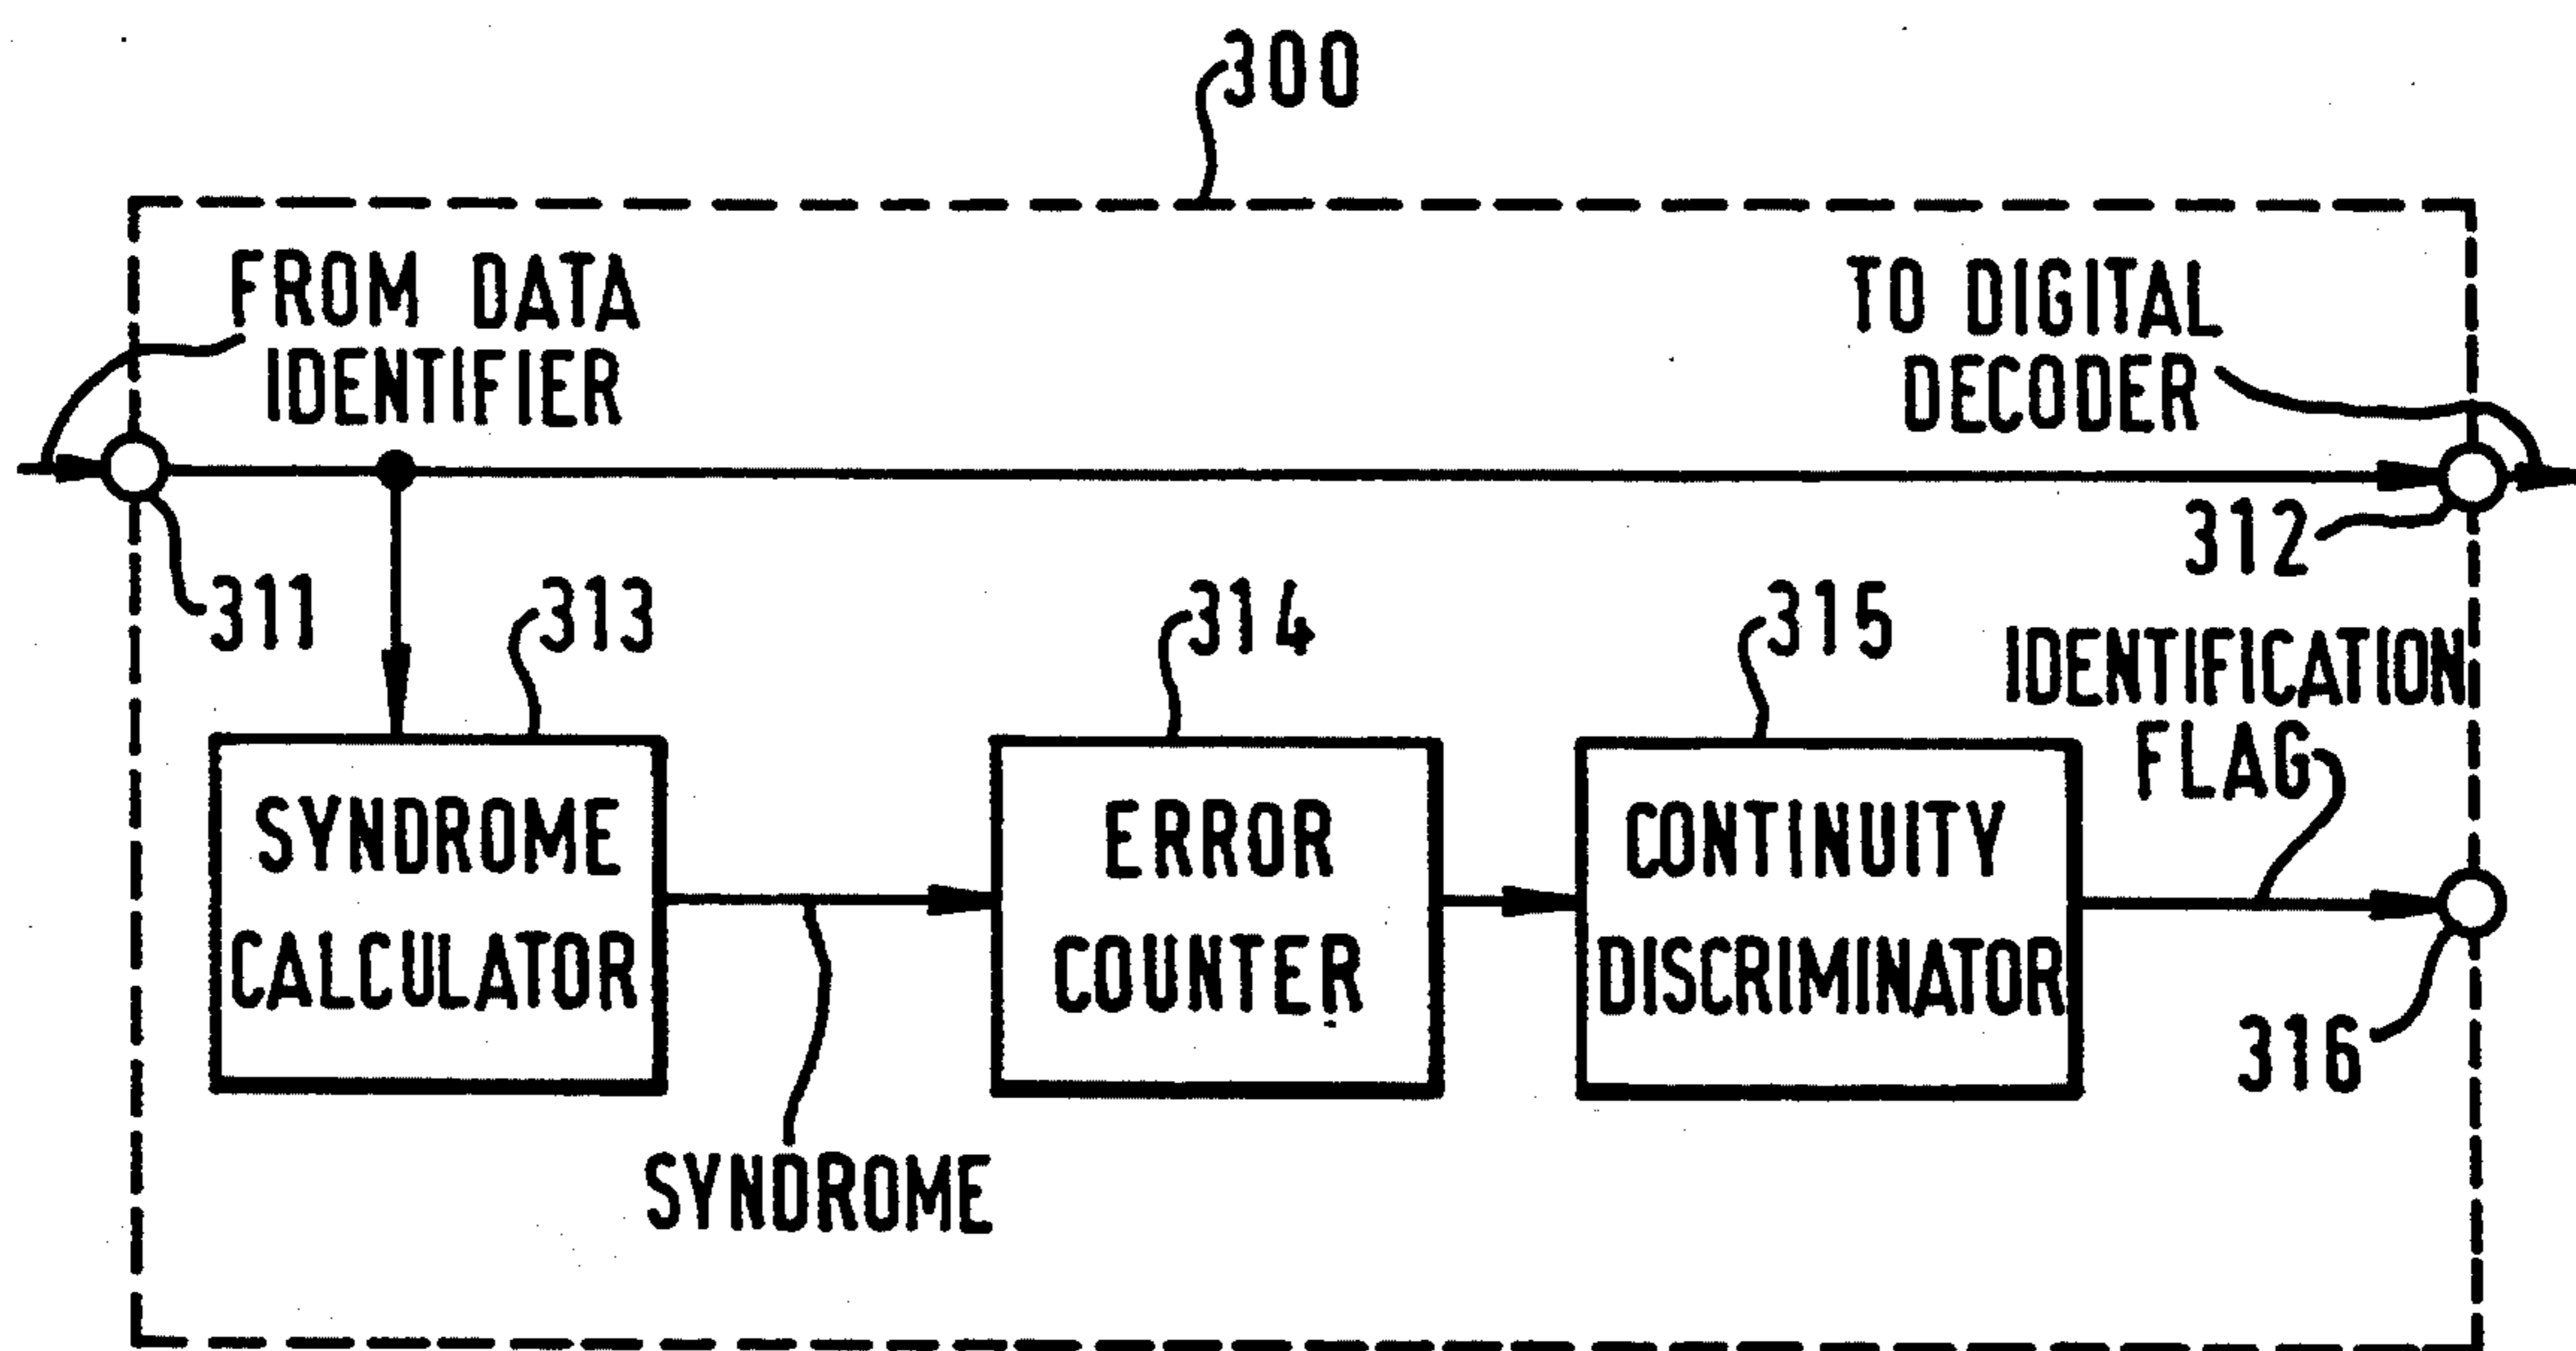 300
FROM DATA
IDENTIFIER
TO DIGITAL
DECODER
311
312
313
314
315
IDENTIFICATION
FLAG
SYNDROME
CALCULATOR
ERROR
COUNTER
CONTINUITY
DISCRIMINATOR
316
SYNDROME